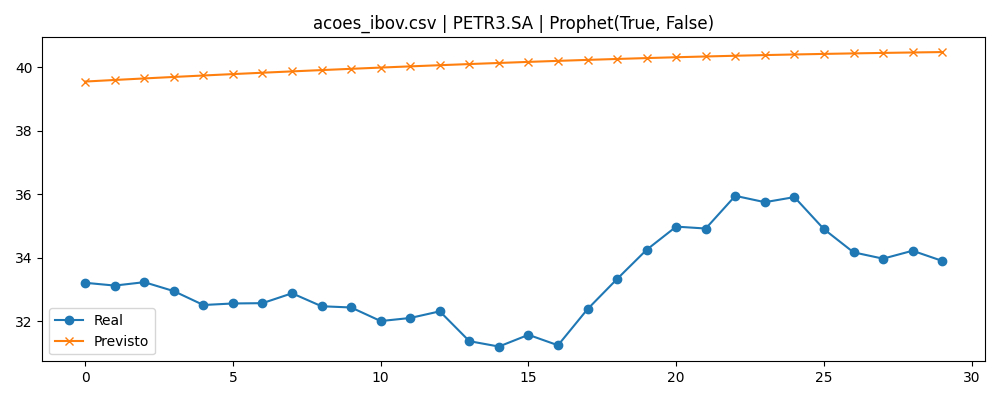 acoes_ibov.csv | PETR3.SA | Prophet(True, False)
40
38
36
34
32
Real
Previsto
0 5 10 15 20 25 30